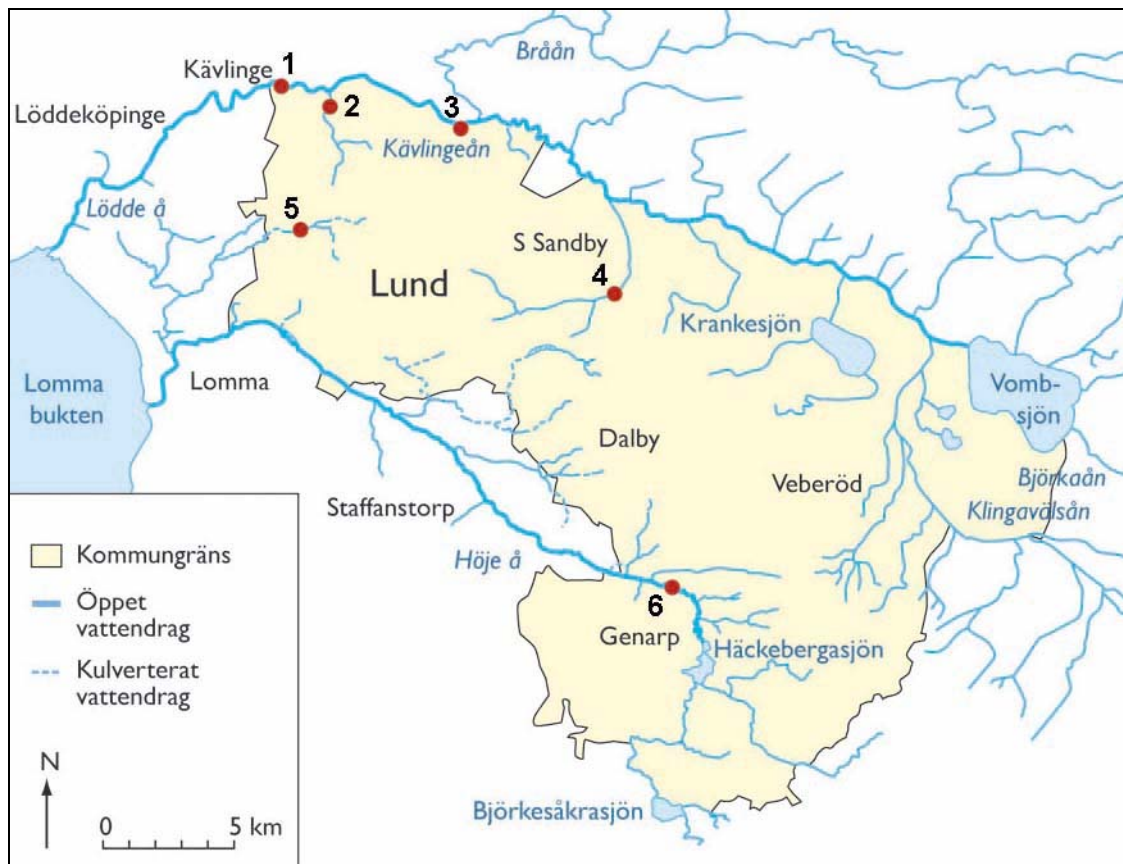 Bråån
Kävlinge
1
2
3
Löddeköpinge
Kävlingeån
Lödde å
5
S Sandby
4
Lund
Krankesjön
Lomma
bukten
Lomma
Vomb-
sjön
Dalby
Veberöd
Björkaån
Klingavälsån
Staffanstorp
Höje å
6
Genarp
Häckebergasjön
Björkesåkrasjön
Kommungräns
Öppet
vattendrag
Kulverterat
vattendrag
N
0 5 km